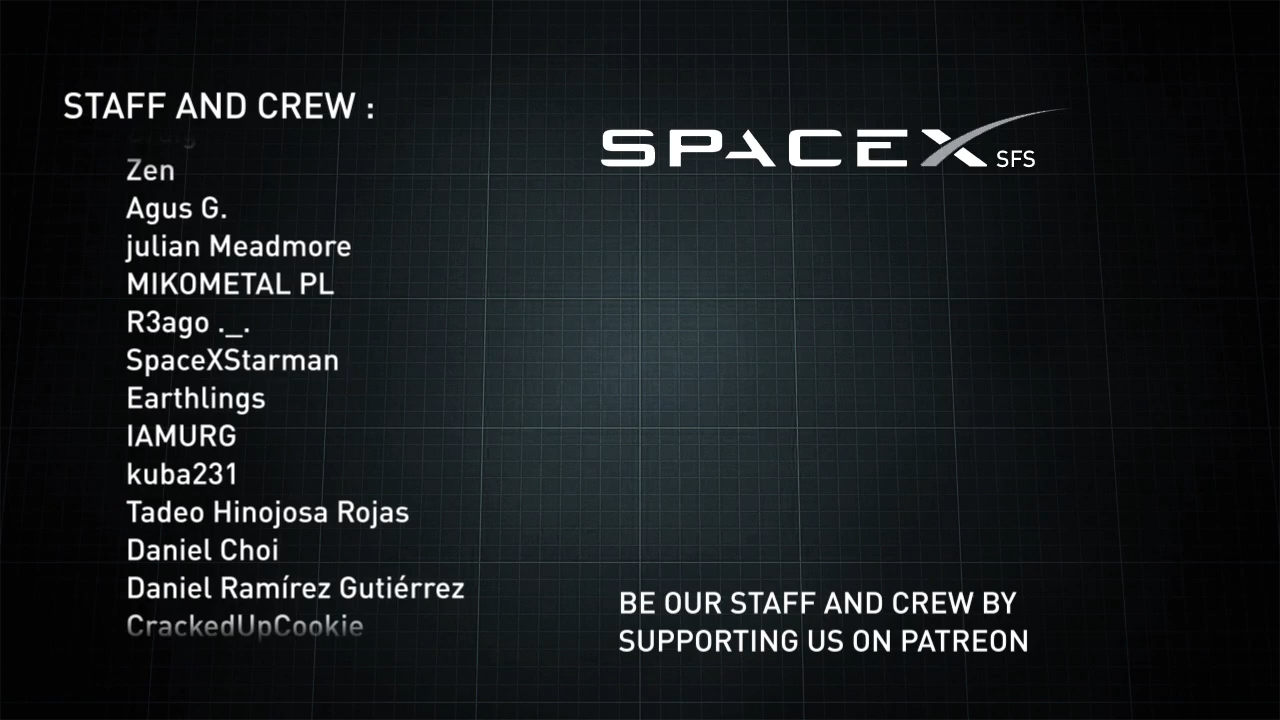 STAFF AND CREW :
Zen
Agus G.
julian Meadmore
MIKOMETAL PL
R3ago ._.
SpaceXStarman
Earthlings
IAMURG
kuba231
Tadeo Hinojosa Rojas
Daniel Choi
Daniel Ramírez Gutiérrez
CrackedUpCookie
SPACEX SFS
BE OUR STAFF AND CREW BY
SUPPORTING US ON PATREON